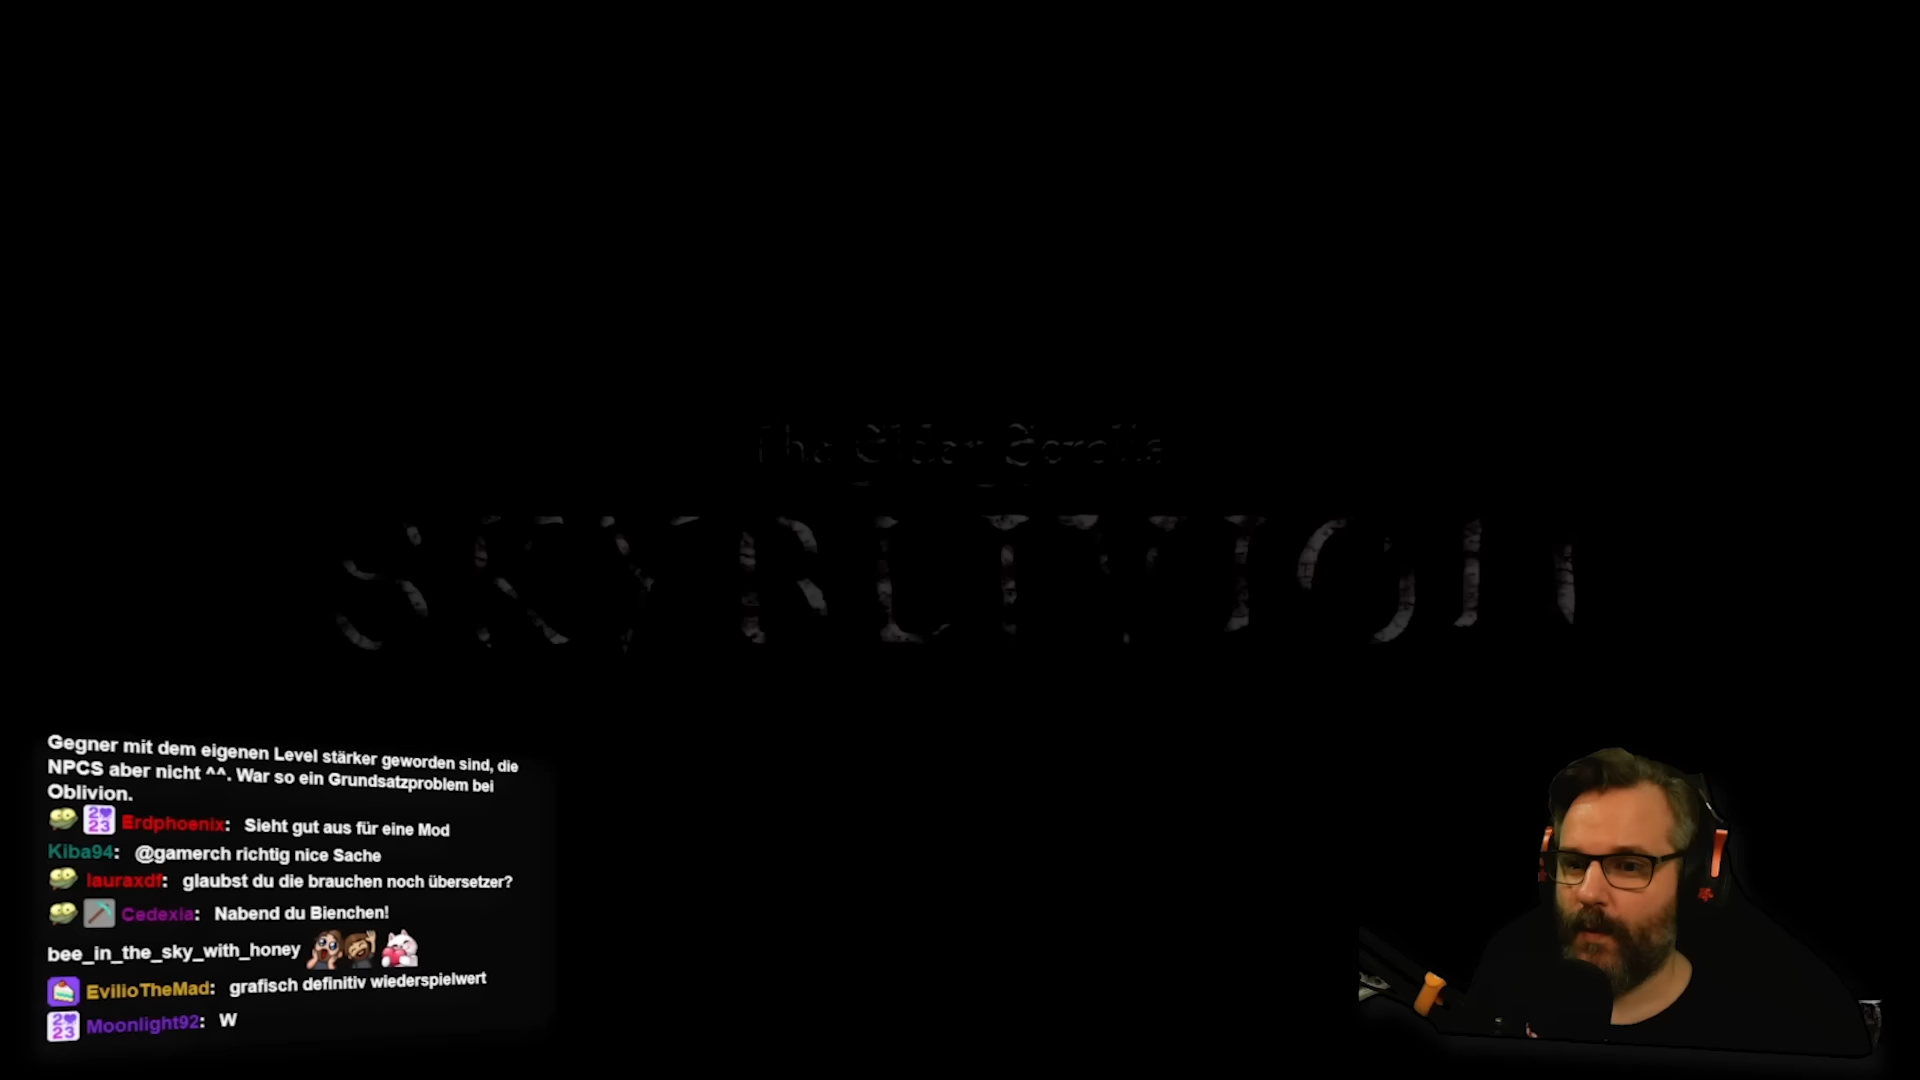 The Elder Scrolls
SKYBLIVION
Gegner mit dem eigenen Level stärker geworden sind, die
NPCS aber nicht ^^. War so ein Grundsatzproblem bei
Oblivion.
Erdphoenix: Sieht gut aus für eine Mod
Kiba94: @gamerch richtig nice Sache
lauraxdf: glaubst du die brauchen noch übersetzer?
Cedexia: Nabend du Bienchen!
bee_in_the_sky_with_honey
EvilioTheMad: grafisch definitiv wiederspielwert
Moonlight92: W